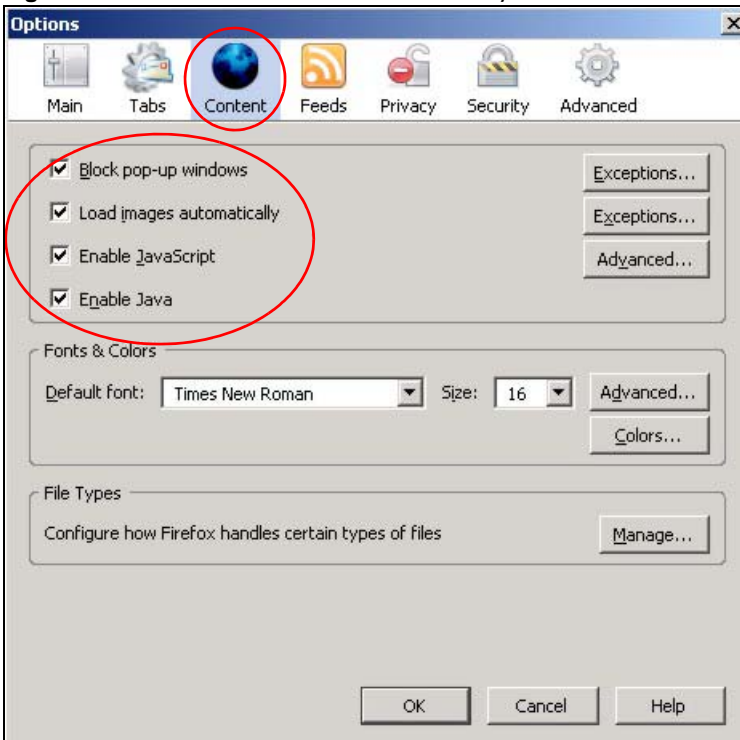 Options
Main Tabs Content Feeds Privacy Security Advanced
Block pop-up windows Exceptions...
Load images automatically Exceptions...
Enable JavaScript Advanced...
Enable Java
Fonts & Colors
Default font: Times New Roman Size: 16 Advanced...
Colors...
File Types
Configure how Firefox handles certain types of files Manage...
OK Cancel Help